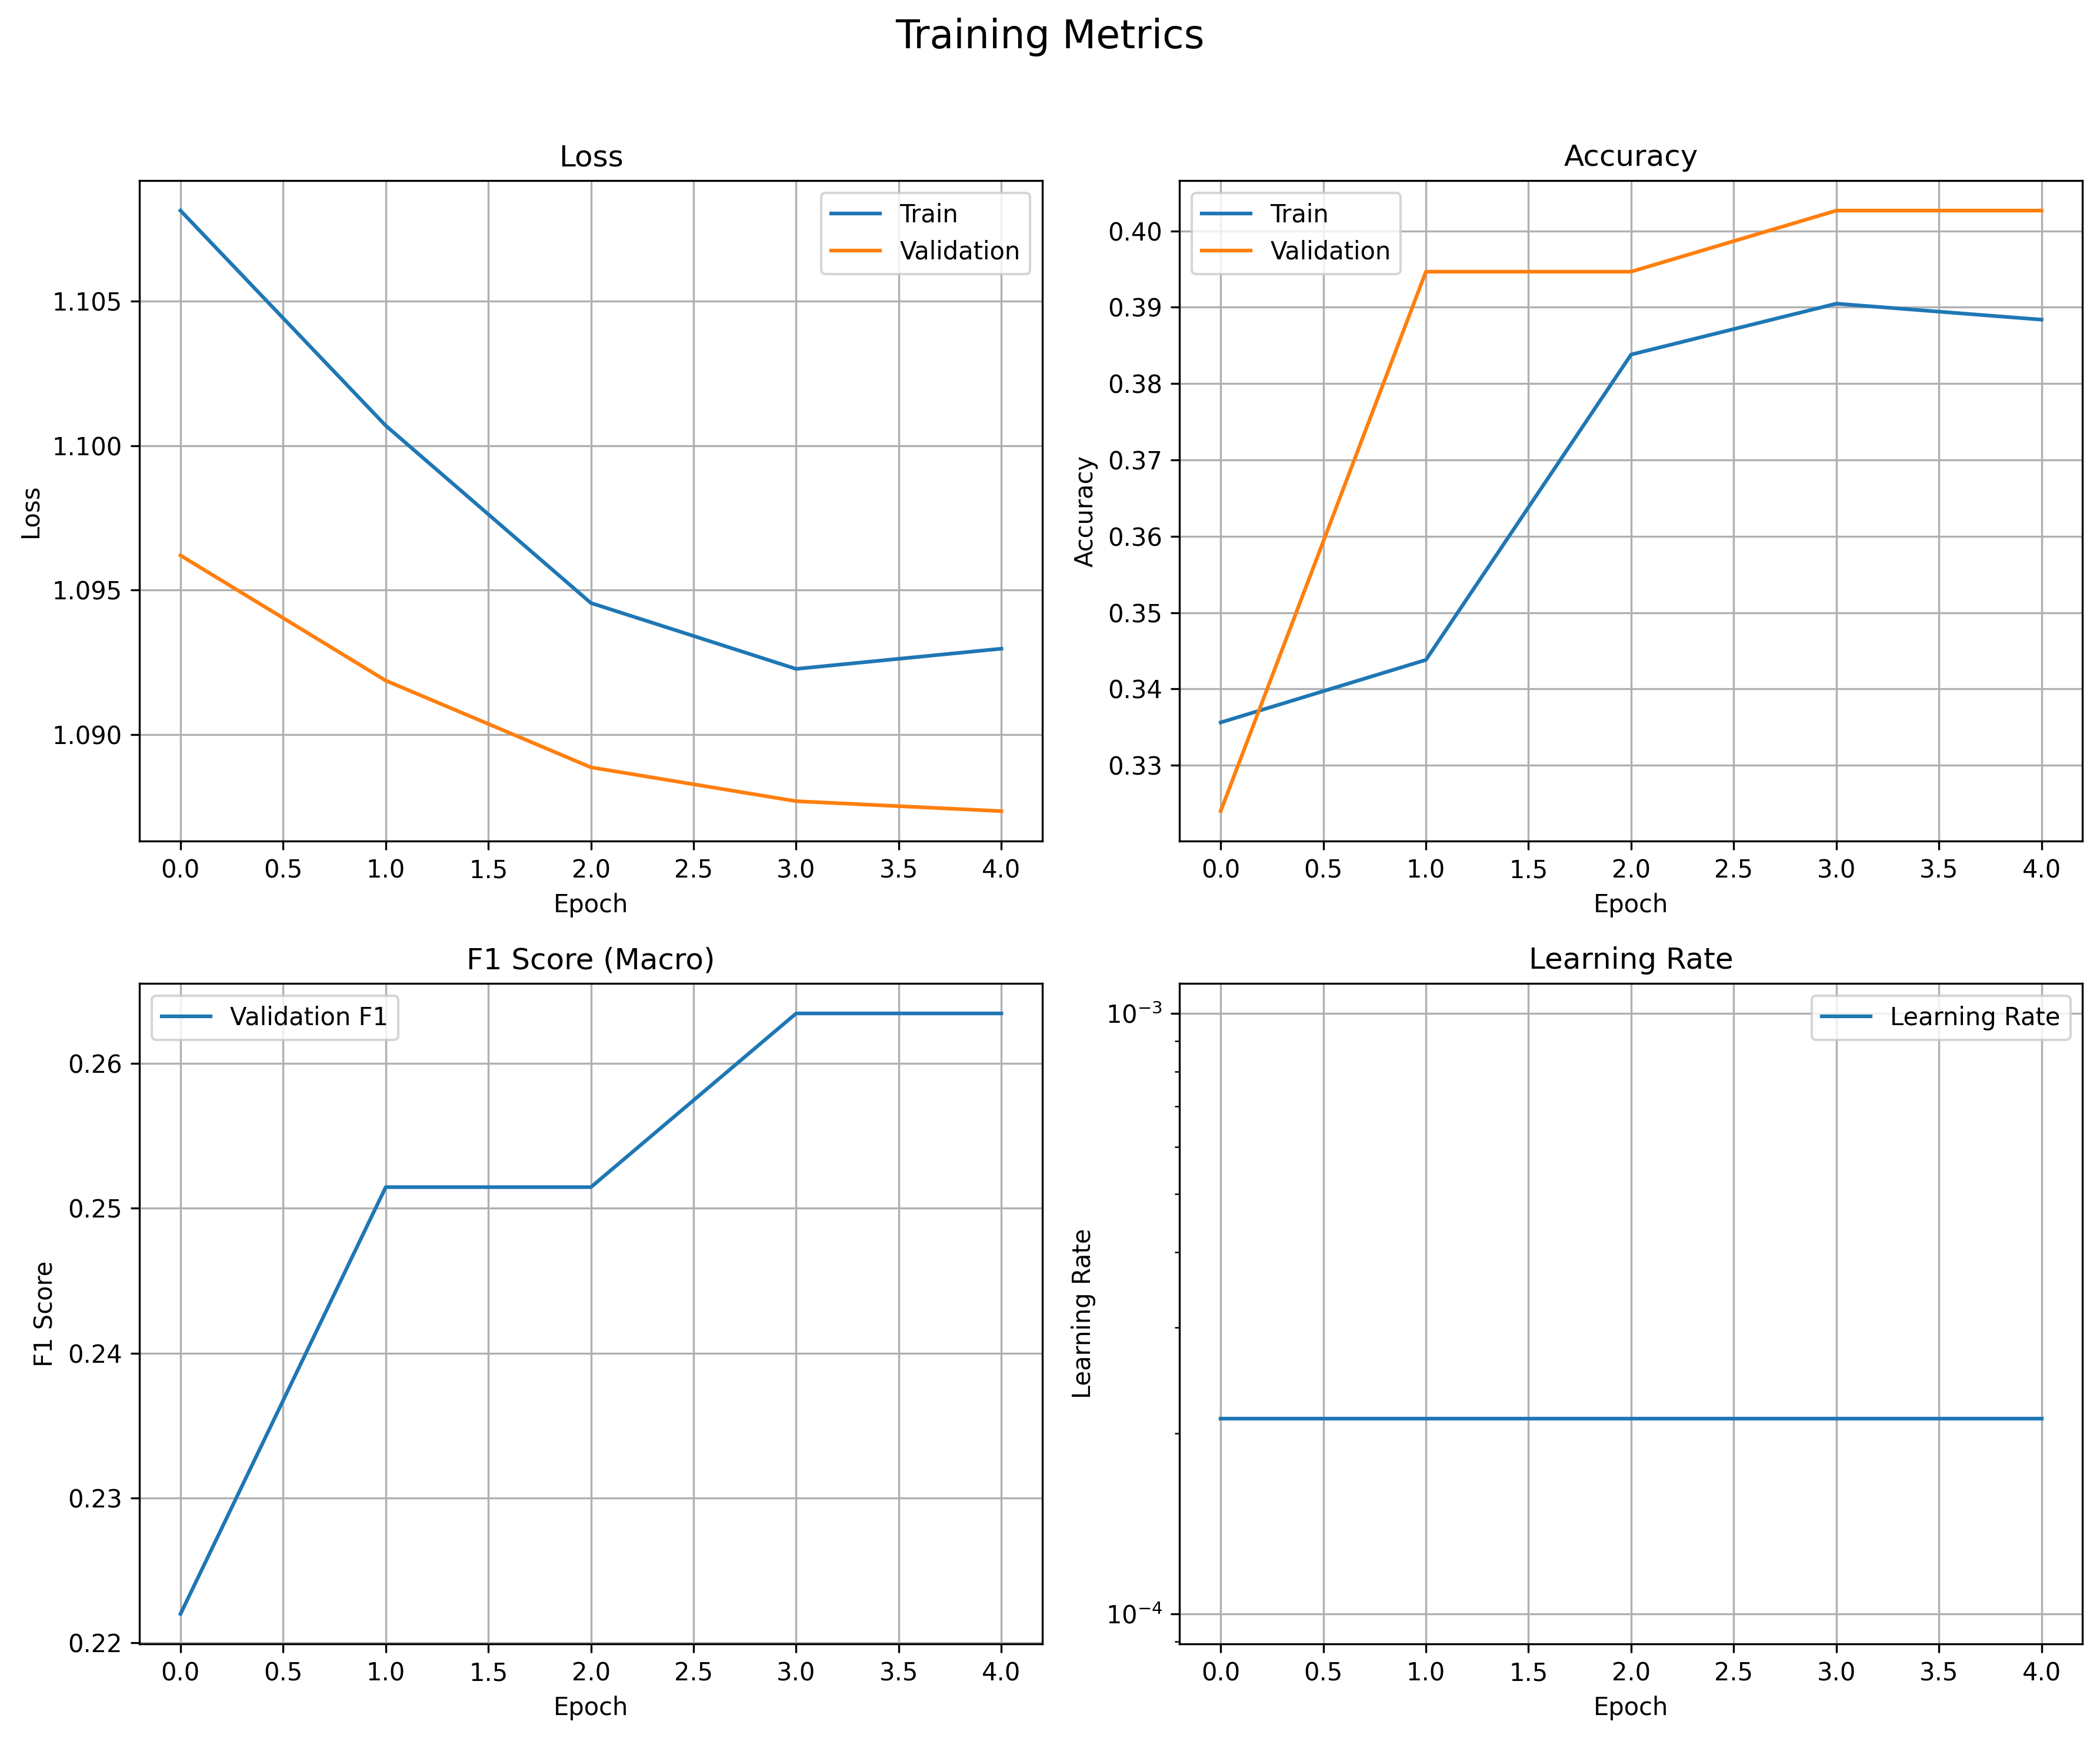 Training Metrics
Loss
Train
Validation
1.105
1.100
1.095
1.090
Loss
0.0 0.5 1.0 1.5 2.0 2.5 3.0 3.5 4.0
Epoch
Accuracy
Train
Validation
0.40
0.39
0.38
0.37
0.36
0.35
0.34
0.33
Accuracy
0.0 0.5 1.0 1.5 2.0 2.5 3.0 3.5 4.0
Epoch
F1 Score (Macro)
Validation F1
0.26
0.25
0.24
0.23
0.22
F1 Score
0.0 0.5 1.0 1.5 2.0 2.5 3.0 3.5 4.0
Epoch
Learning Rate
Learning Rate
10⁻³
10⁻⁴
Learning Rate
0.0 0.5 1.0 1.5 2.0 2.5 3.0 3.5 4.0
Epoch